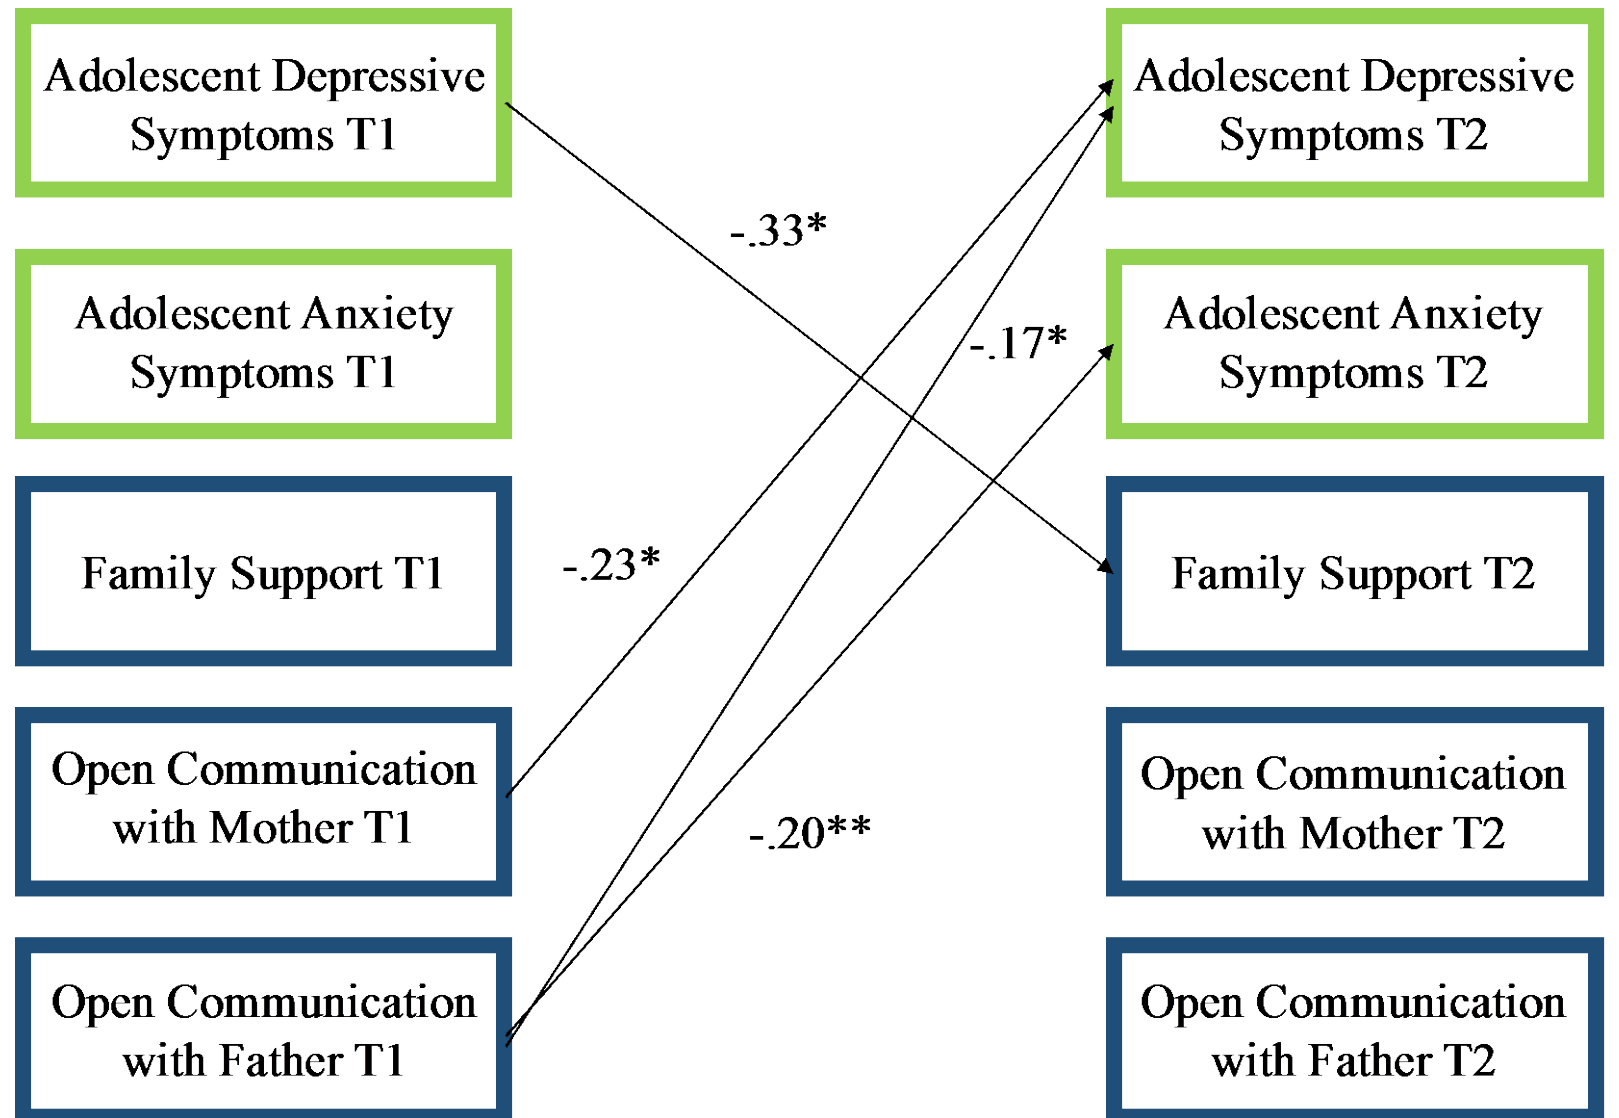 Adolescent Depressive
Symptoms T1
Adolescent Anxiety
Symptoms T1
Family Support T1
Open Communication
with Mother T1
Open Communication
with Father T1
-.33*
-.17*
-.23*
-.20**
Adolescent Depressive
Symptoms T2
Adolescent Anxiety
Symptoms T2
Family Support T2
Open Communication
with Mother T2
Open Communication
with Father T2